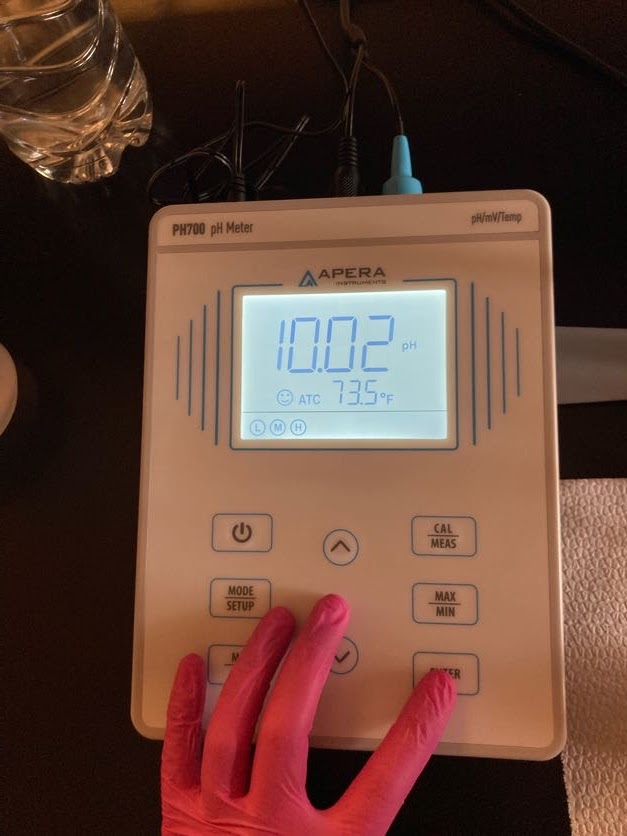 PH700 pH Meter
pH/mV/Temp
APERA
INSTRUMENTS
10.02 pH
ATC 73.5°F
L M H
CAL
MEAS
MODE
SETUP
MAX
MIN